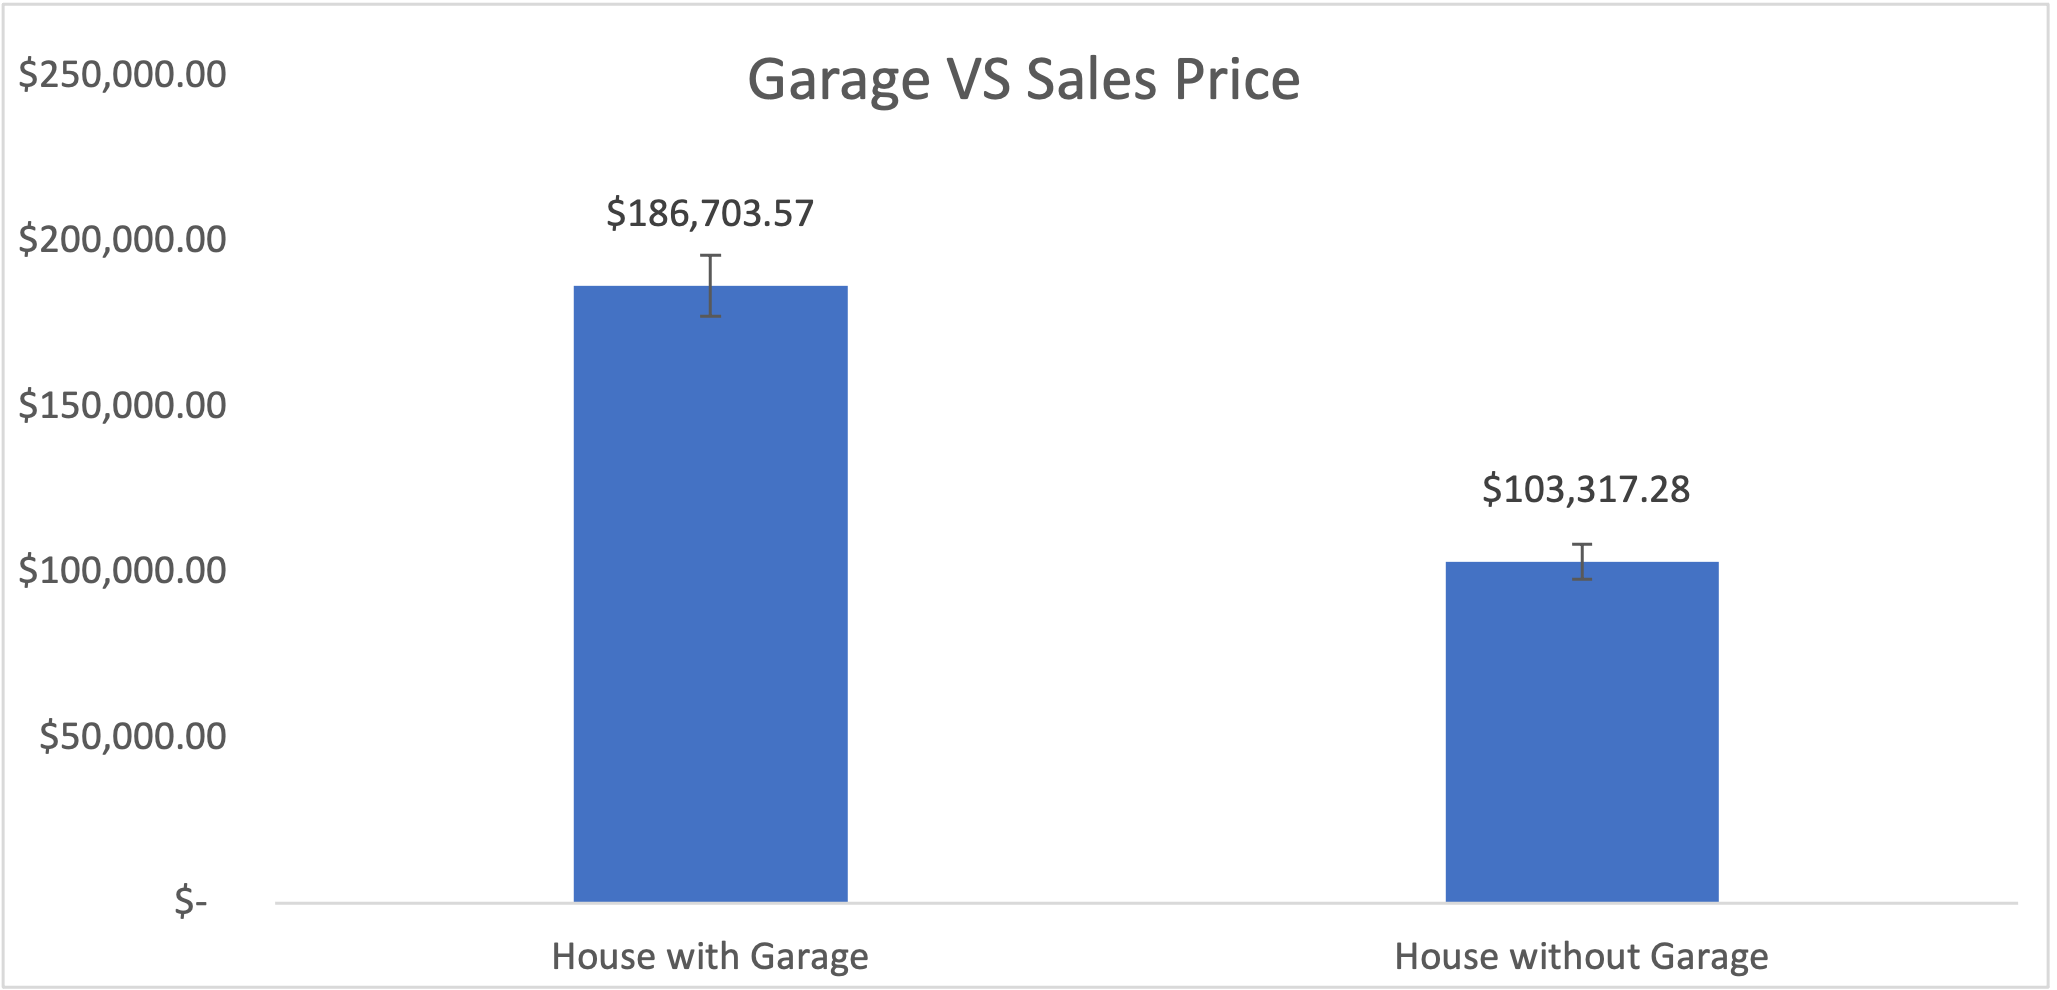 Garage VS Sales Price
$250,000.00
$200,000.00
$150,000.00
$100,000.00
$50,000.00
$-
$186,703.57
$103,317.28
House with Garage
House without Garage